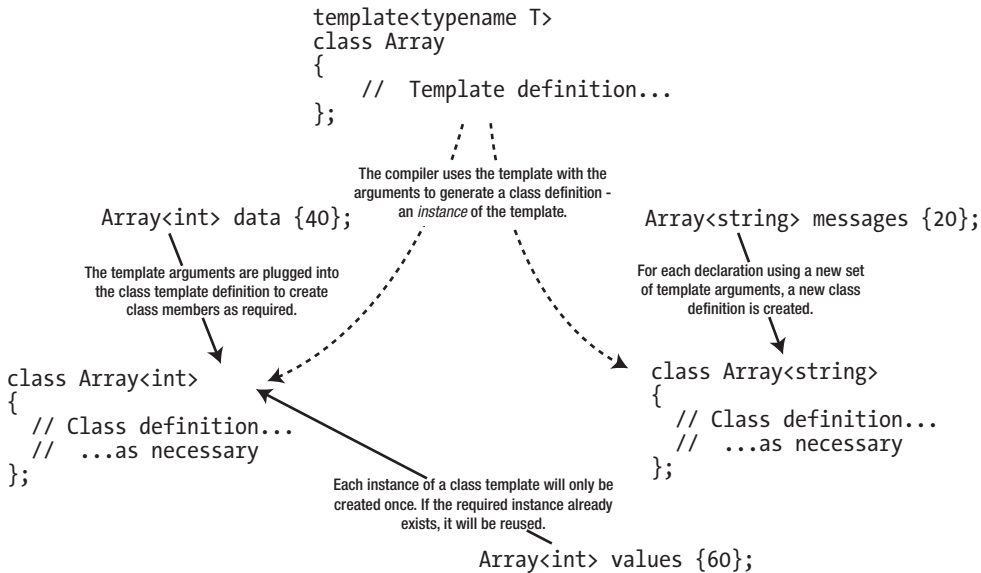 template<typename T>
class Array
{
    //  Template definition...
};
The compiler uses the template with the
arguments to generate a class definition -
an instance of the template.
Array<int> data {40};
Array<string> messages {20};
The template arguments are plugged into
the class template definition to create
class members as required.
For each declaration using a new set
of template arguments, a new class
definition is created.
class Array<int>
{
  // Class definition...
  //  ...as necessary
};
class Array<string>
{
  // Class definition...
  //  ...as necessary
};
Each instance of a class template will only be
created once. If the required instance already
exists, it will be reused.
Array<int> values {60};